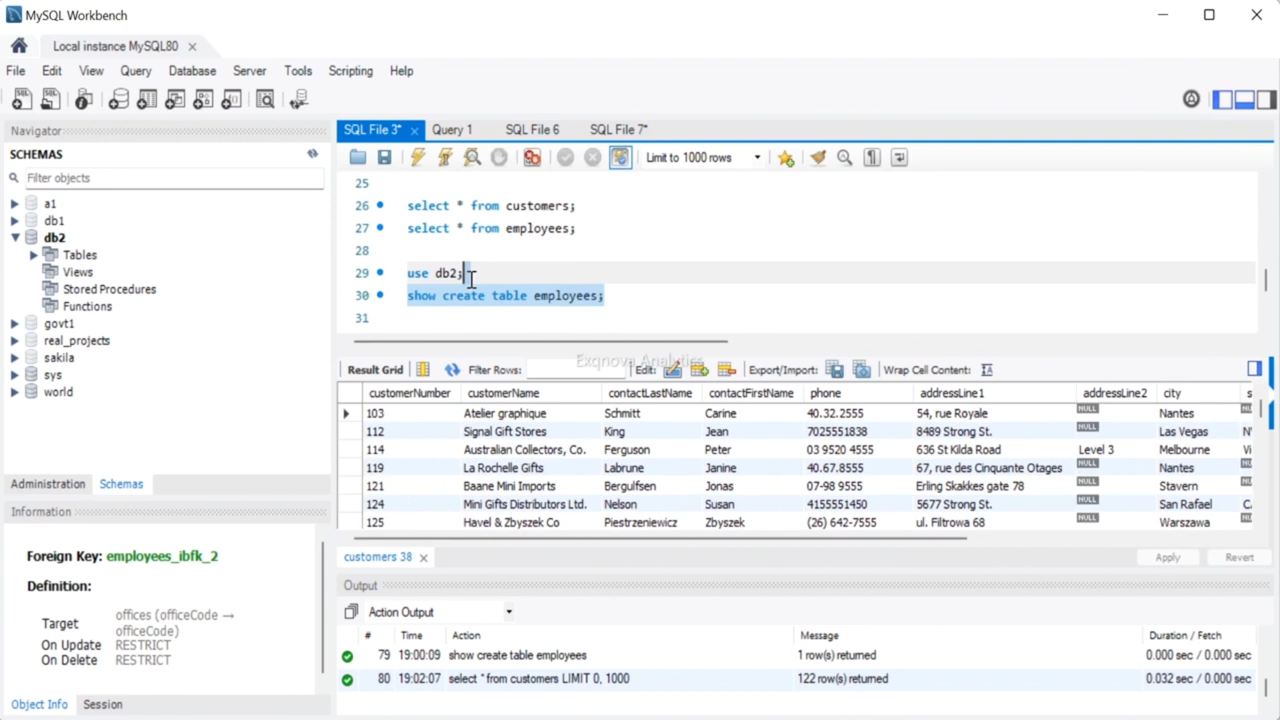 MySQL Workbench
Local instance MySQL80
File Edit View Query Database Server Tools Scripting Help
Navigator
SCHEMAS
Filter objects
a1
db1
db2
Tables
Views
Stored Procedures
Functions
govt1
real_projects
sakila
sys
world
Administration Schemas
Information
Foreign Key: employees_ibfk_2
Definition:
Target offices (officeCode →
officeCode)
On Update RESTRICT
On Delete RESTRICT
Object Info Session
SQL File 3* Query 1 SQL File 6 SQL File 7*
Limit to 1000 rows
25
26 select * from customers;
27 select * from employees;
28
29 use db2;
30 show create table employees;
31
Exqnova Analytics
Result Grid Filter Rows: Edit: Export/Import: Wrap Cell Content:
customerNumber customerName contactLastName contactFirstName phone addressLine1 addressLine2 city s
103 Atelier graphique Schmitt Carine 40.32.2555 54, rue Royale NULL Nantes
112 Signal Gift Stores King Jean 7025551838 8489 Strong St. NULL Las Vegas
114 Australian Collectors, Co. Ferguson Peter 03 9520 4555 636 St Kilda Road Level 3 Melbourne Vi
119 La Rochelle Gifts Labrune Janine 40.67.8555 67, rue des Cinquante Otages NULL Nantes
121 Baane Mini Imports Bergulfsen Jonas 07-98 9555 Erling Skakkes gate 78 NULL Stavern
124 Mini Gifts Distributors Ltd. Nelson Susan 4155551450 5677 Strong St. NULL San Rafael
125 Havel & Zbyszek Co Piestrzeniewicz Zbyszek (26) 642-7555 ul. Filtrowa 68 NULL Warszawa
customers 38 Apply Revert
Output
Action Output
# Time Action Message Duration / Fetch
79 19:00:09 show create table employees 1 row(s) returned 0.000 sec / 0.000 sec
80 19:02:07 select * from customers LIMIT 0, 1000 122 row(s) returned 0.032 sec / 0.000 sec